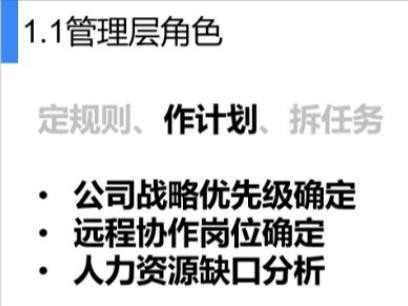 1.1管理层角色
定规则、作计划、拆任务
• 公司战略优先级确定
• 远程协作岗位确定
• 人力资源缺口分析